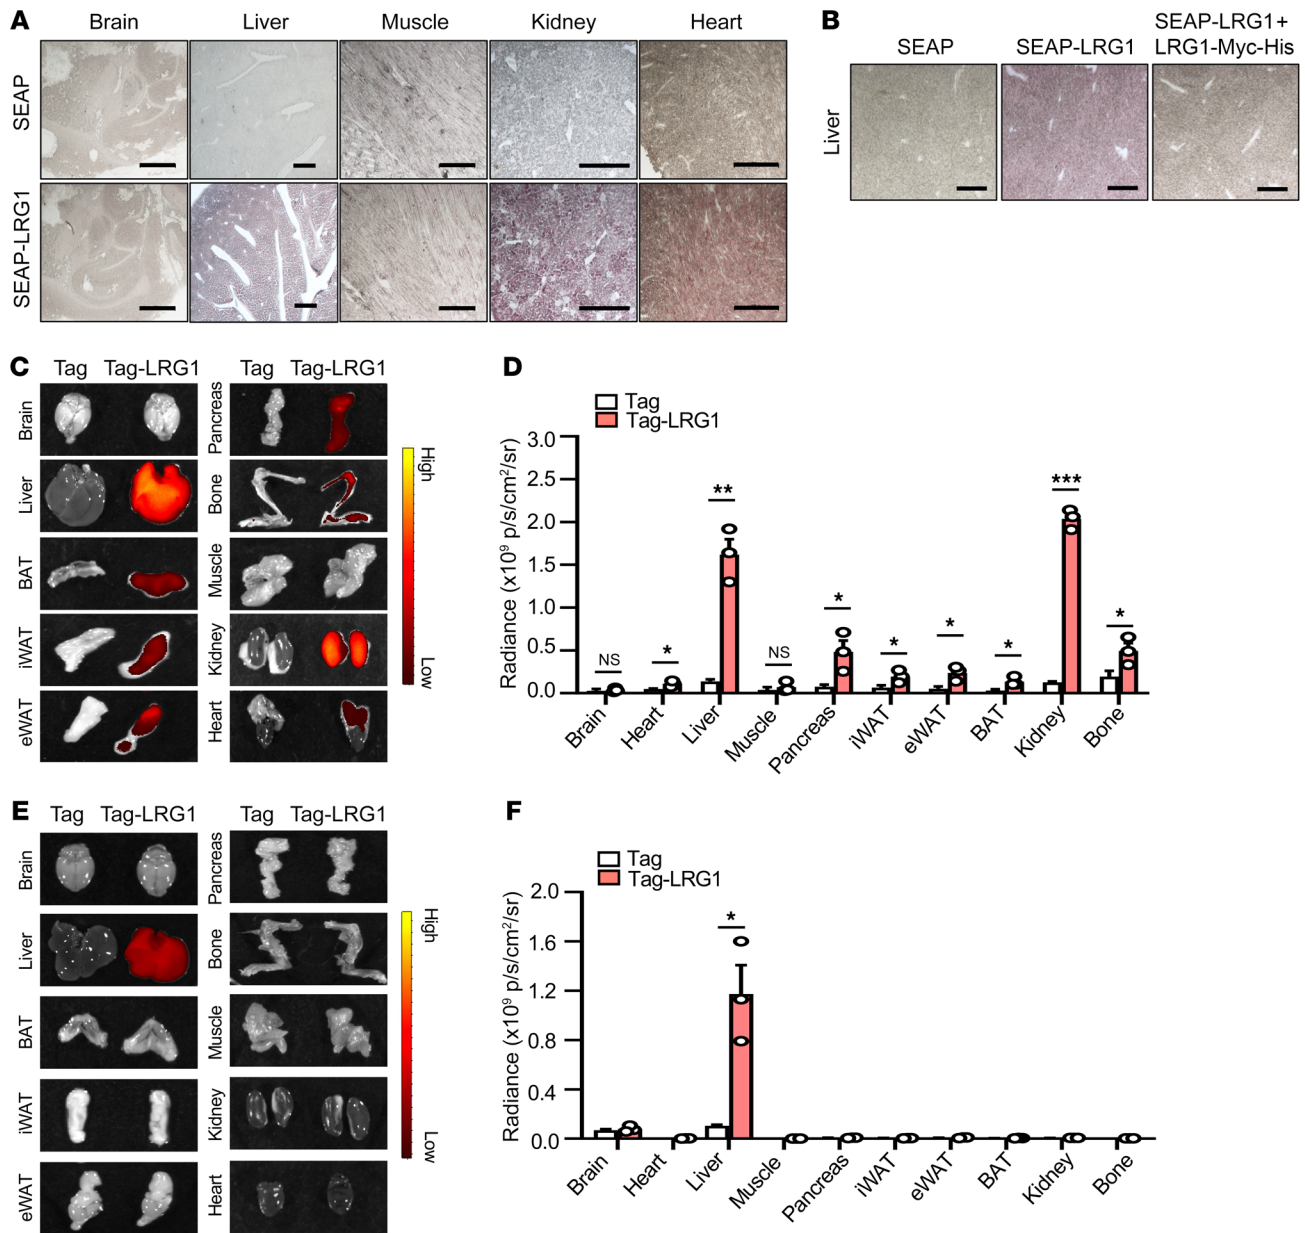 A
Brain Liver Muscle Kidney Heart
SEAP
SEAP-LRG1
B
SEAP SEAP-LRG1 SEAP-LRG1+
LRG1-Myc-His
Liver
C
Tag Tag-LRG1 Tag Tag-LRG1
Brain Pancreas
Liver Bone
BAT Muscle
iWAT Kidney
eWAT Heart
High
Low
D
Tag
Tag-LRG1
Radiance (x10⁹ p/s/cm²/sr)
3.0
2.5
2.0
1.5
1.0
0.5
0.0
NS * ** NS * * * * *** *
Brain Heart Liver Muscle Pancreas iWAT eWAT BAT Kidney Bone
E
Tag Tag-LRG1 Tag Tag-LRG1
Brain Pancreas
Liver Bone
BAT Muscle
iWAT Kidney
eWAT Heart
High
Low
F
Tag
Tag-LRG1
Radiance (x10⁹ p/s/cm²/sr)
2.0
1.6
1.2
0.8
0.4
0.0
*
Brain Heart Liver Muscle Pancreas iWAT eWAT BAT Kidney Bone